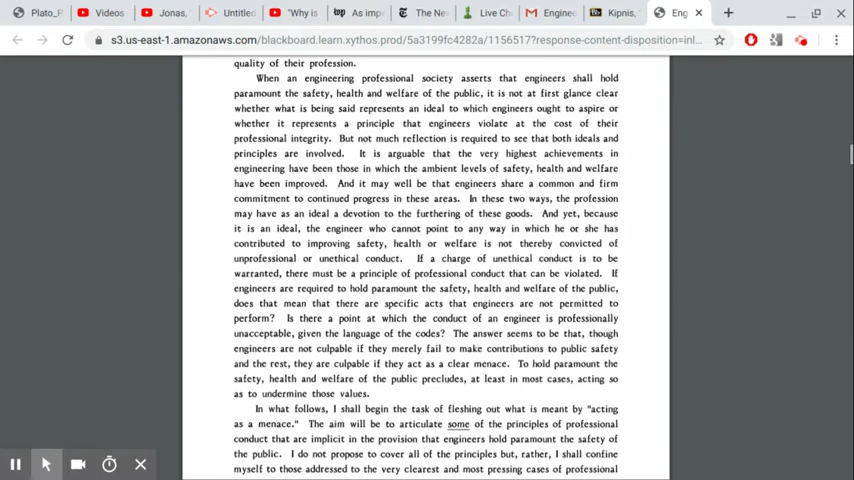 Plato_P
Videos
Jonas,
Untitled
"Why is
wp As imp
The Nev
Live Che
Engineer
Bb Kipnis,
Eng
s3.us-east-1.amazonaws.com/blackboard.learn.xythos.prod/5a3199fc4282a/1156517?response-content-disposition=inl...
quality of their profession.
When an engineering professional society asserts that engineers shall hold
paramount the safety, health and welfare of the public, it is not at first glance clear
whether what is being said represents an ideal to which engineers ought to aspire or
whether it represents a principle that engineers violate at the cost of their
professional integrity. But not much reflection is required to see that both ideals and
principles are involved. It is arguable that the very highest achievements in
engineering have been those in which the ambient levels of safety, health and welfare
have been improved. And it may well be that engineers share a common and firm
commitment to continued progress in these areas. In these two ways, the profession
may have as an ideal a devotion to the furthering of these goods. And yet, because
it is an ideal, the engineer who cannot point to any way in which he or she has
contributed to improving safety, health or welfare is not thereby convicted of
unprofessional or unethical conduct. If a charge of unethical conduct is to be
warranted, there must be a principle of professional conduct that can be violated. If
engineers are required to hold paramount the safety, health and welfare of the public,
does that mean that there are specific acts that engineers are not permitted to
perform? Is there a point at which the conduct of an engineer is professionally
unacceptable, given the language of the codes? The answer seems to be that, though
engineers are not culpable if they merely fail to make contributions to public safety
and the rest, they are culpable if they act as a clear menace. To hold paramount the
safety, health and welfare of the public precludes, at least in most cases, acting so
as to undermine those values.
In what follows, I shall begin the task of fleshing out what is meant by "acting
as a menace." The aim will be to articulate some of the principles of professional
conduct that are implicit in the provision that engineers hold paramount the safety of
the public. I do not propose to cover all of the principles but, rather, I shall confine
myself to those addressed to the very clearest and most pressing cases of professional